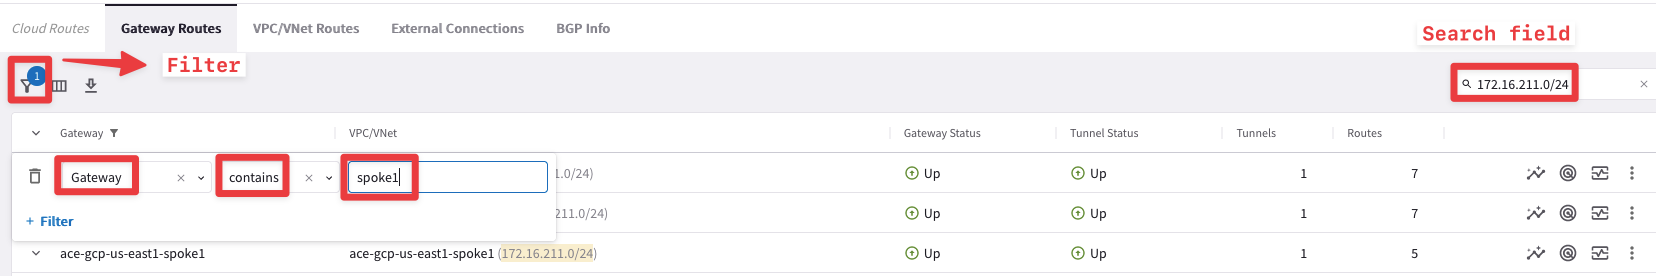 Cloud Routes Gateway Routes VPC/VNet Routes External Connections BGP Info
Search field
Filter
1
172.16.211.0/24
Gateway VPC/VNet Gateway Status Tunnel Status Tunnels Routes
Gateway contains spoke1 .0/24) Up Up 1 7
+ Filter 211.0/24) Up Up 1 7
ace-gcp-us-east1-spoke1 ace-gcp-us-east1-spoke1 (172.16.211.0/24) Up Up 1 5